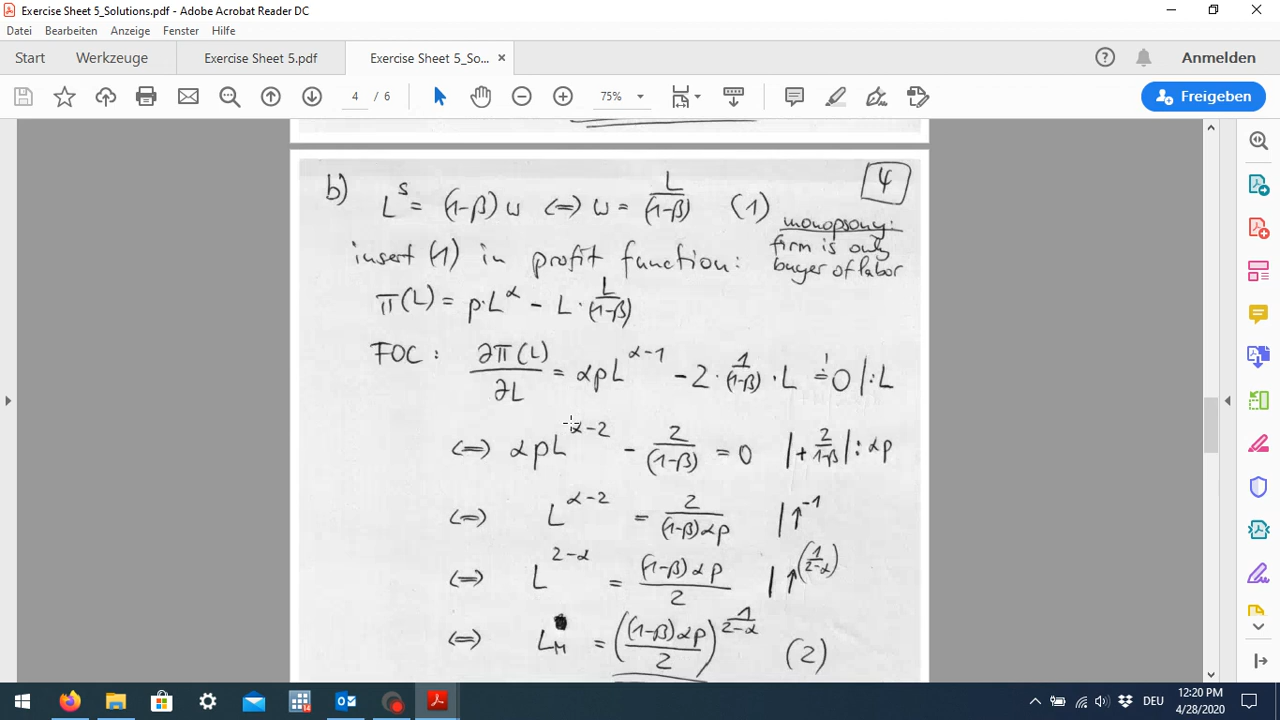 Exercise Sheet 5_Solutions.pdf - Adobe Acrobat Reader DC
Datei Bearbeiten Anzeige Fenster Hilfe
Start Werkzeuge Exercise Sheet 5.pdf Exercise Sheet 5_So... × Anmelden
4 / 6 75% Freigeben
4
b) L^S = (1-β) w <=> w = L/(1-β) (1)
monopsony:
firm is only
buyer of labor
insert (1) in profit function:
π(L) = p·L^α - L · L/(1-β)
FOC: ∂π(L)/∂L = αpL^(α-1) - 2 · 1/(1-β) · L =! 0 |:L
<=> αpL^(α-2) - 2/(1-β) = 0 |+ 2/(1-β) |: αp
<=> L^(α-2) = 2/((1-β)αp) |↑^-1
<=> L^(2-α) = (1-β)αp/2 |↑^(1/(2-α))
<=> L_M = ((1-β)αp/2)^(1/(2-α)) (2)
DEU 12:20 PM
4/28/2020